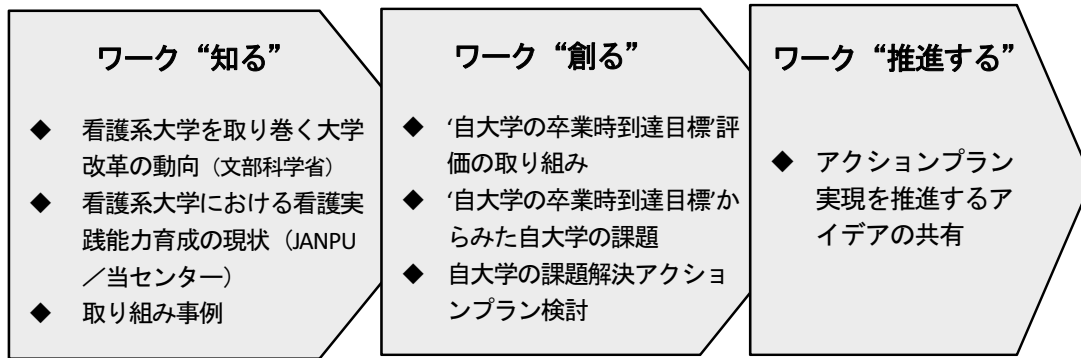 ワーク“知る”
◆ 看護系大学を取り巻く大学
改革の動向（文部科学省）
◆ 看護系大学における看護実
践能力育成の現状（JANPU
／当センター）
◆ 取り組み事例
ワーク“創る”
◆ ‘自大学の卒業時到達目標’評
価の取り組み
◆ ‘自大学の卒業時到達目標’か
らみた自大学の課題
◆ 自大学の課題解決アクショ
ンプラン検討
ワーク“推進する”
◆ アクションプラン
実現を推進するア
イデアの共有